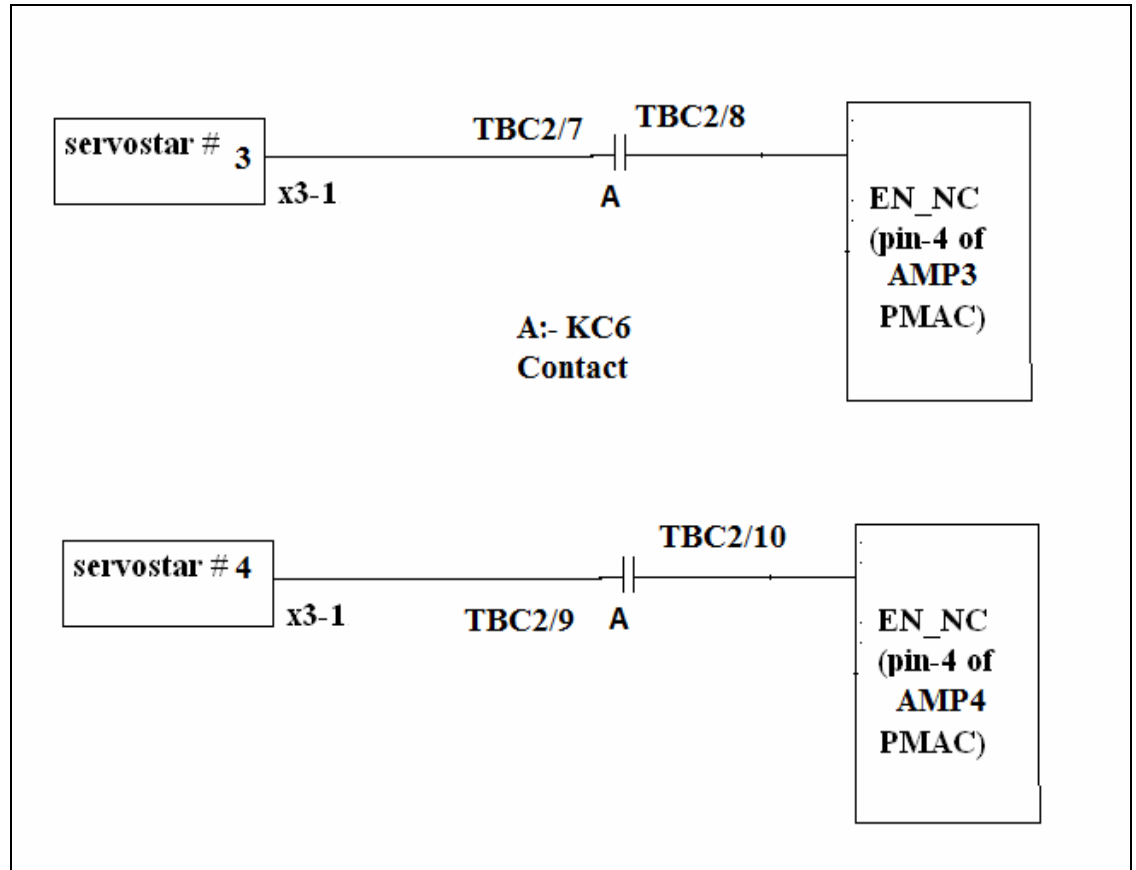 servostar # 3
x3-1
TBC2/7
TBC2/8
A
EN_NC
(pin-4 of
AMP3
PMAC)
A:- KC6
Contact
servostar # 4
x3-1
TBC2/9
TBC2/10
A
EN_NC
(pin-4 of
AMP4
PMAC)